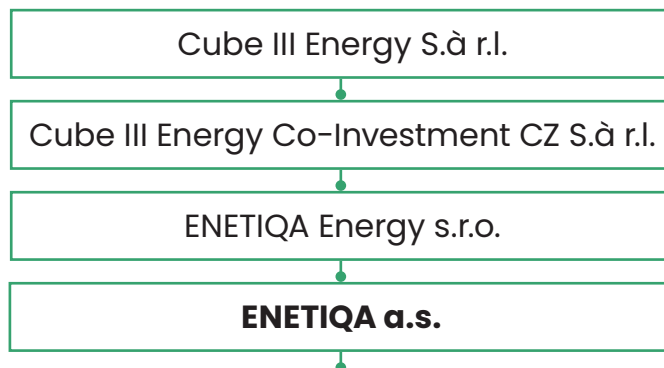 Cube III Energy S.à r.l.
Cube III Energy Co-Investment CZ S.à r.l.
ENETIQA Energy s.r.o.
ENETIQA a.s.